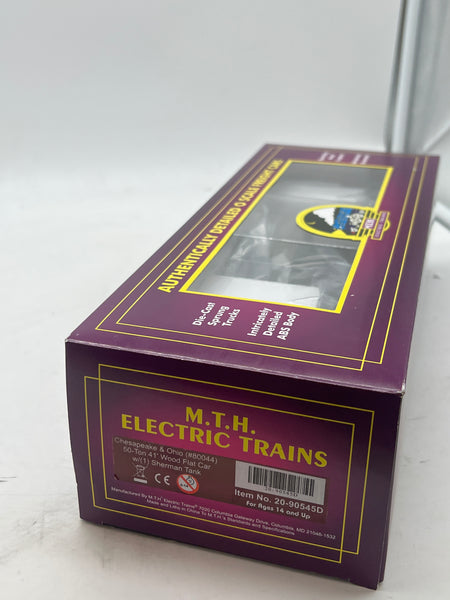 AUTHENTICALLY DETAILED O SCALE FREIGHT CARS
Die-Cast
Sprung
Trucks
Intricately
Detailed
ABS Body
M.T.H.
ELECTRIC TRAINS
Chesapeake & Ohio (#80044)
50-Ton 41' Wood Flat Car
w/(1) Sherman Tank
Item No. 20-90545D
For Ages 14 and Up
Manufactured By M.T.H. Electric Trains® 7020 Columbia Gateway Drive, Columbia, MD 21046-1532
Made and Litho in China To M.T.H.'s Standards and Specifications